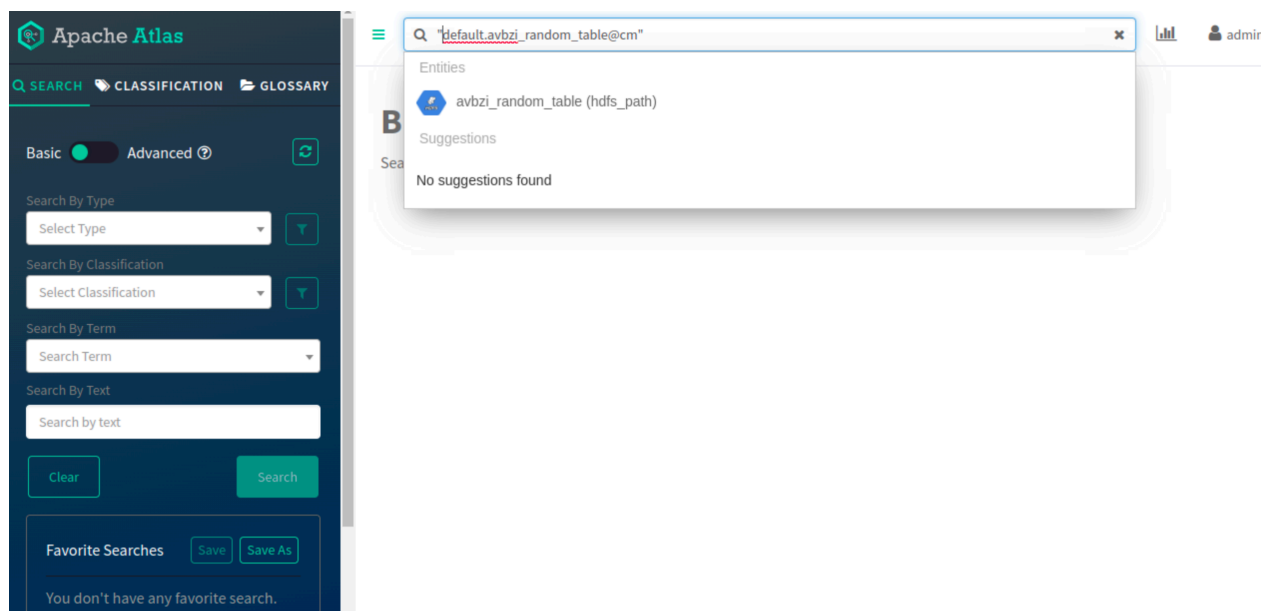 Apache Atlas
SEARCH CLASSIFICATION GLOSSARY
Basic Advanced
Search By Type
Select Type
Search By Classification
Select Classification
Search By Term
Search Term
Search By Text
Search by text
Clear Search
Favorite Searches Save Save As
You don't have any favorite search.
"default.avbzi_random_table@cm"
admin
Entities
avbzi_random_table (hdfs_path)
Suggestions
No suggestions found
B
Sea